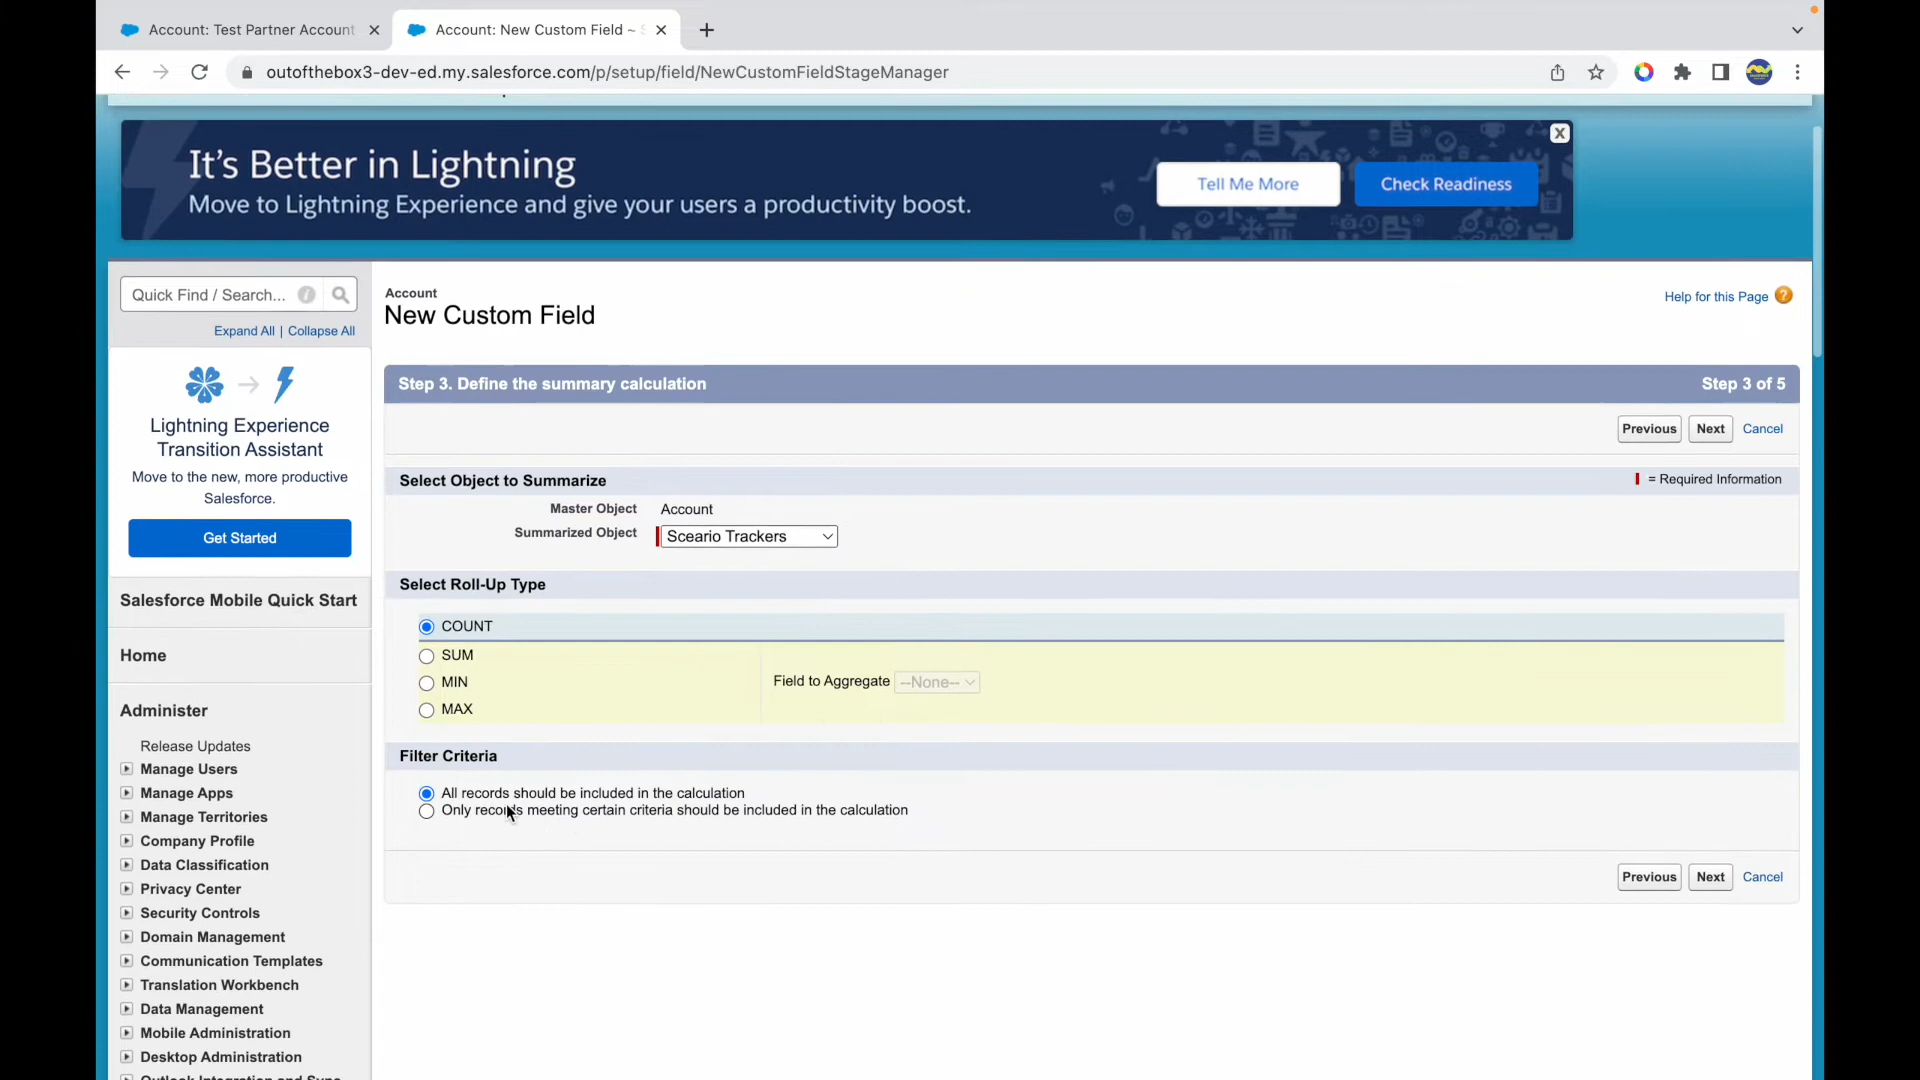 Account: Test Partner Account
Account: New Custom Field ~ S
outofthebox3-dev-ed.my.salesforce.com/p/setup/field/NewCustomFieldStageManager
It's Better in Lightning
Move to Lightning Experience and give your users a productivity boost.
Tell Me More
Check Readiness
X
Quick Find / Search...
Expand All | Collapse All
Lightning Experience
Transition Assistant
Move to the new, more productive
Salesforce.
Get Started
Salesforce Mobile Quick Start
Home
Administer
Release Updates
Manage Users
Manage Apps
Manage Territories
Company Profile
Data Classification
Privacy Center
Security Controls
Domain Management
Communication Templates
Translation Workbench
Data Management
Mobile Administration
Desktop Administration
Outlook Integration and Sync
Account
New Custom Field
Help for this Page ?
Step 3. Define the summary calculation
Step 3 of 5
Previous Next Cancel
Select Object to Summarize
= Required Information
Master Object Account
Summarized Object Sceario Trackers
Select Roll-Up Type
COUNT
SUM
MIN
MAX
Field to Aggregate --None--
Filter Criteria
All records should be included in the calculation
Only records meeting certain criteria should be included in the calculation
Previous Next Cancel